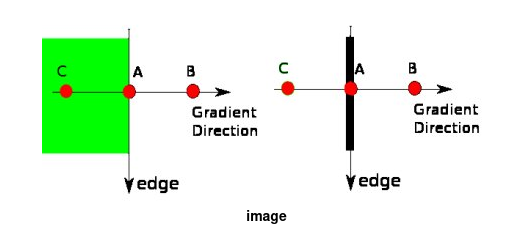 C A B
Gradient
Direction
edge
C A B
Gradient
Direction
edge
image